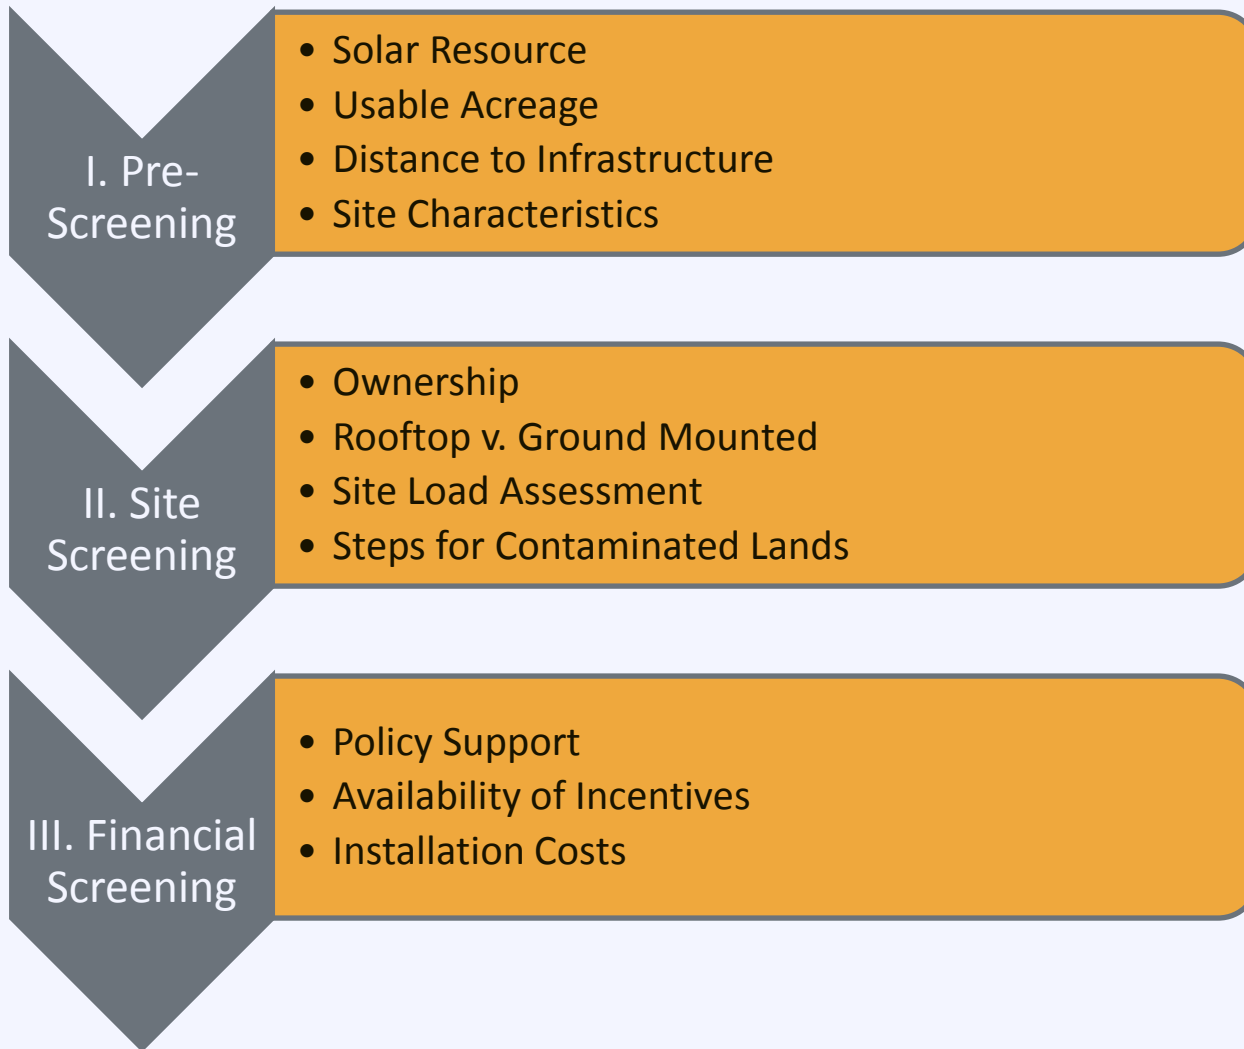 I. Pre-
Screening
• Solar Resource
• Usable Acreage
• Distance to Infrastructure
• Site Characteristics
II. Site
Screening
• Ownership
• Rooftop v. Ground Mounted
• Site Load Assessment
• Steps for Contaminated Lands
III. Financial
Screening
• Policy Support
• Availability of Incentives
• Installation Costs